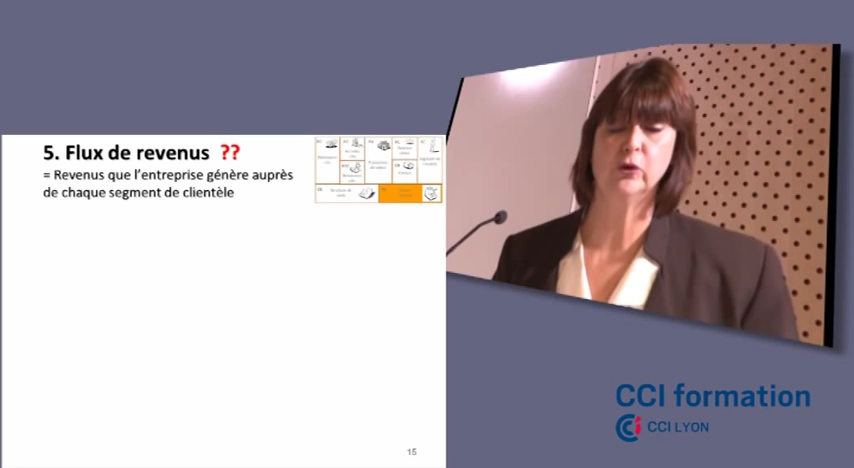 5. Flux de revenus ??
= Revenus que l'entreprise génère auprès
de chaque segment de clientèle
15
CCI formation
CCI LYON